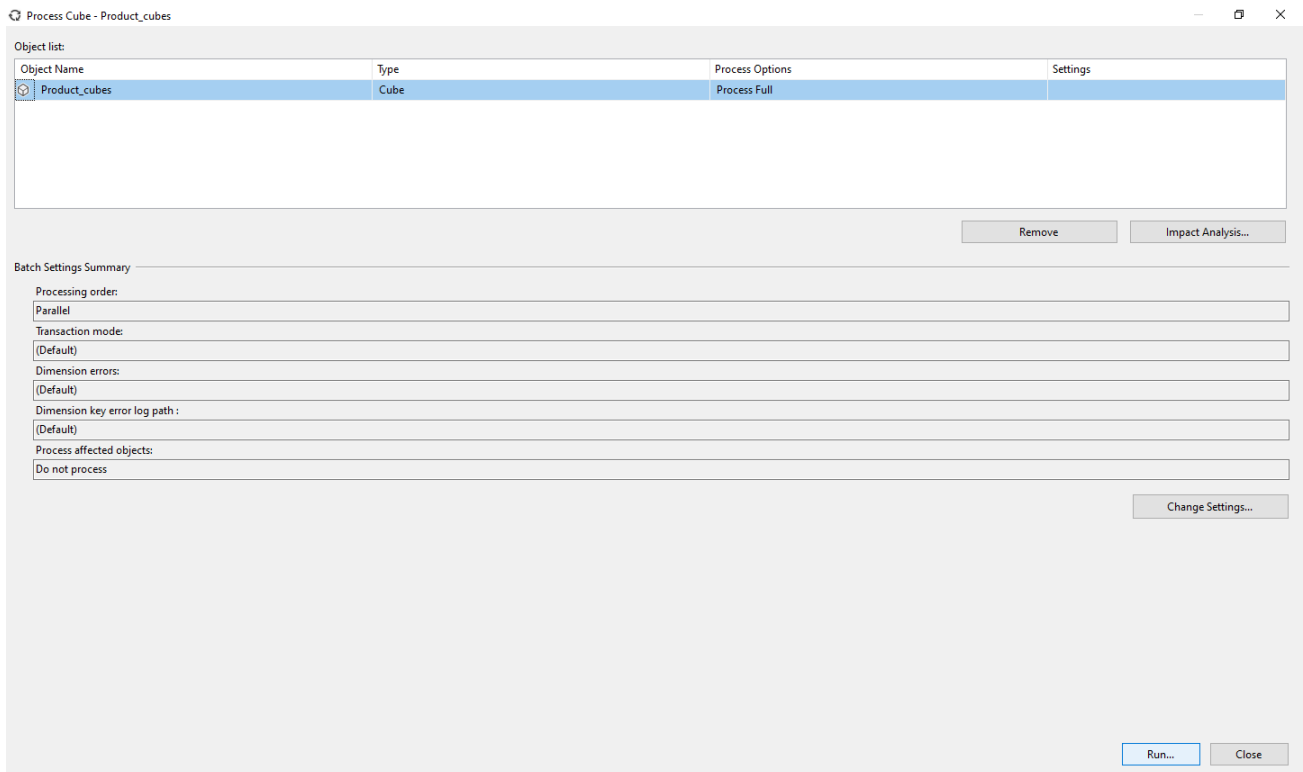 Process Cube - Product_cubes
Object list:
Object Name Type Process Options Settings
Product_cubes Cube Process Full
Remove Impact Analysis...
Batch Settings Summary
Processing order:
Parallel
Transaction mode:
(Default)
Dimension errors:
(Default)
Dimension key error log path :
(Default)
Process affected objects:
Do not process
Change Settings...
Run... Close